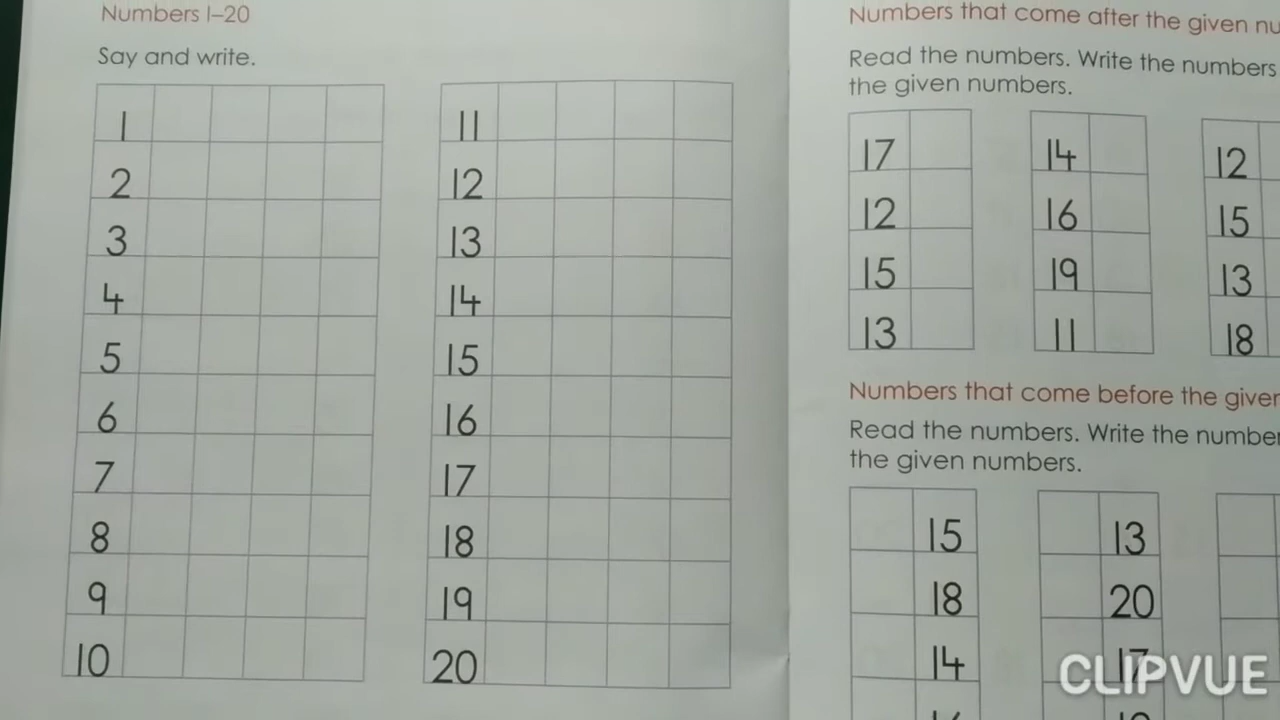 Numbers 1–20
Say and write.
1
2
3
4
5
6
7
8
9
10
11
12
13
14
15
16
17
18
19
20
Numbers that come after the given
Read the numbers. Write the numbers
the given numbers.
17 14 12
12 16 15
15 19 13
13 11 18
Numbers that come before the
Read the numbers. Write the
the given numbers.
15 13
18 20
14 17
CLIPVUE